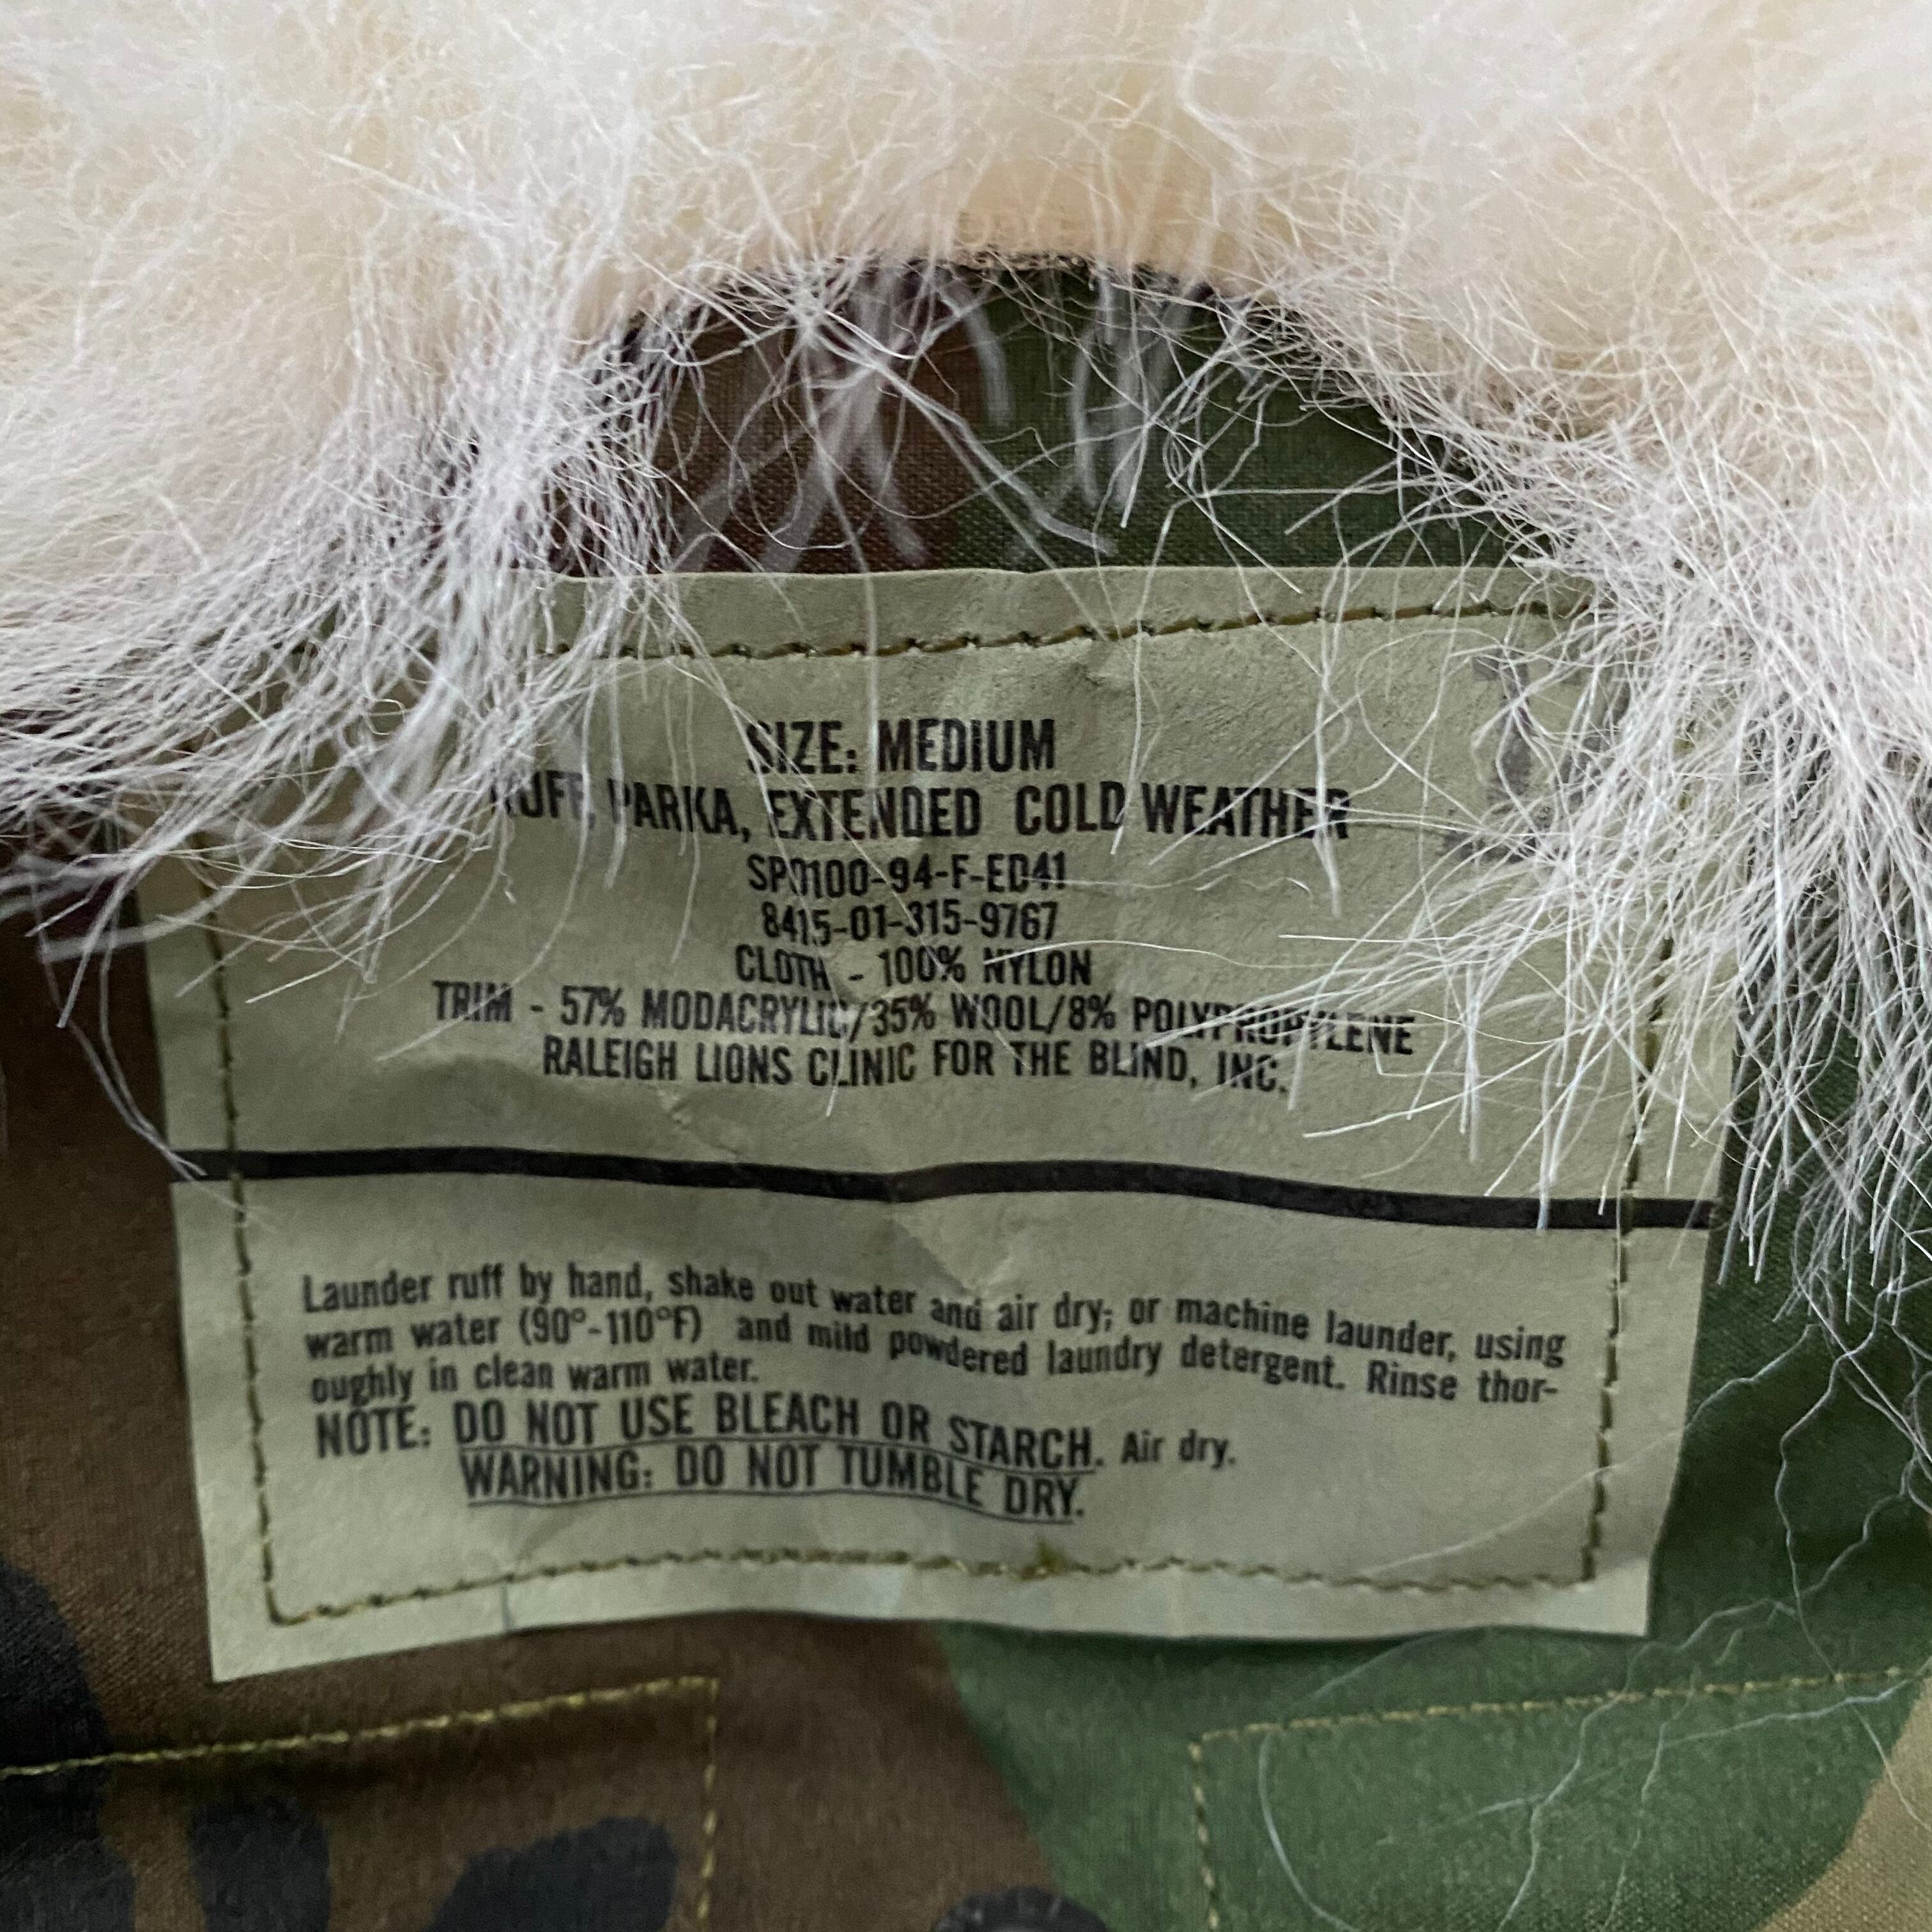 SIZE: MEDIUM
RUFF, PARKA, EXTENDED COLD WEATHER
SP0100-94-F-ED41
8415-01-315-9767
CLOTH - 100% NYLON
TRIM - 57% MODACRYLIC/35% WOOL/8% POLYPROPYLENE
RALEIGH LIONS CLINIC FOR THE BLIND, INC.
Launder ruff by hand, shake out water and air dry; or machine launder, using
warm water (90°-110°F) and mild powdered laundry detergent. Rinse thor-
oughly in clean warm water.
NOTE: DO NOT USE BLEACH OR STARCH. Air dry.
WARNING: DO NOT TUMBLE DRY.